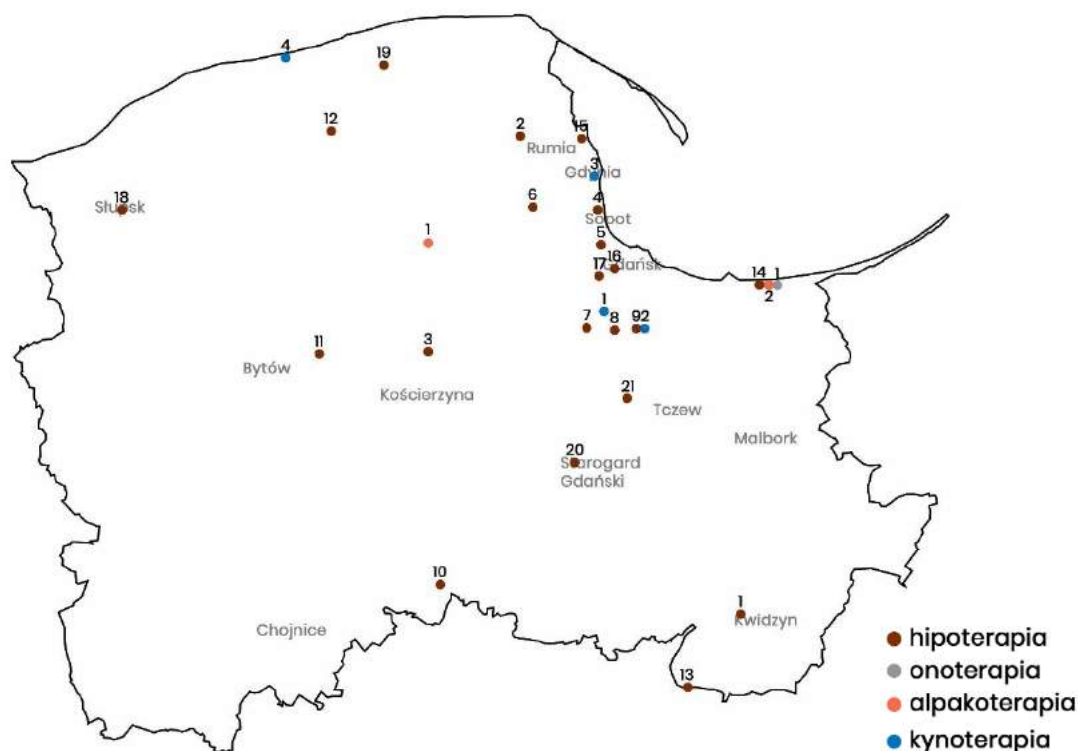 4
19
12
2
15
Rumia
3
Gdynia
18
Słupsk
6
4
Sopot
1
5
16
17
Gdańsk
14
1
2
1
7
8
92
11
3
Bytów
Kościerzyna
21
Tczew
Malbork
20
Starogard
Gdański
10
1
Kwidzyn
Chojnice
13
hipoterapia
onoterapia
alpakoterapia
kynoterapia